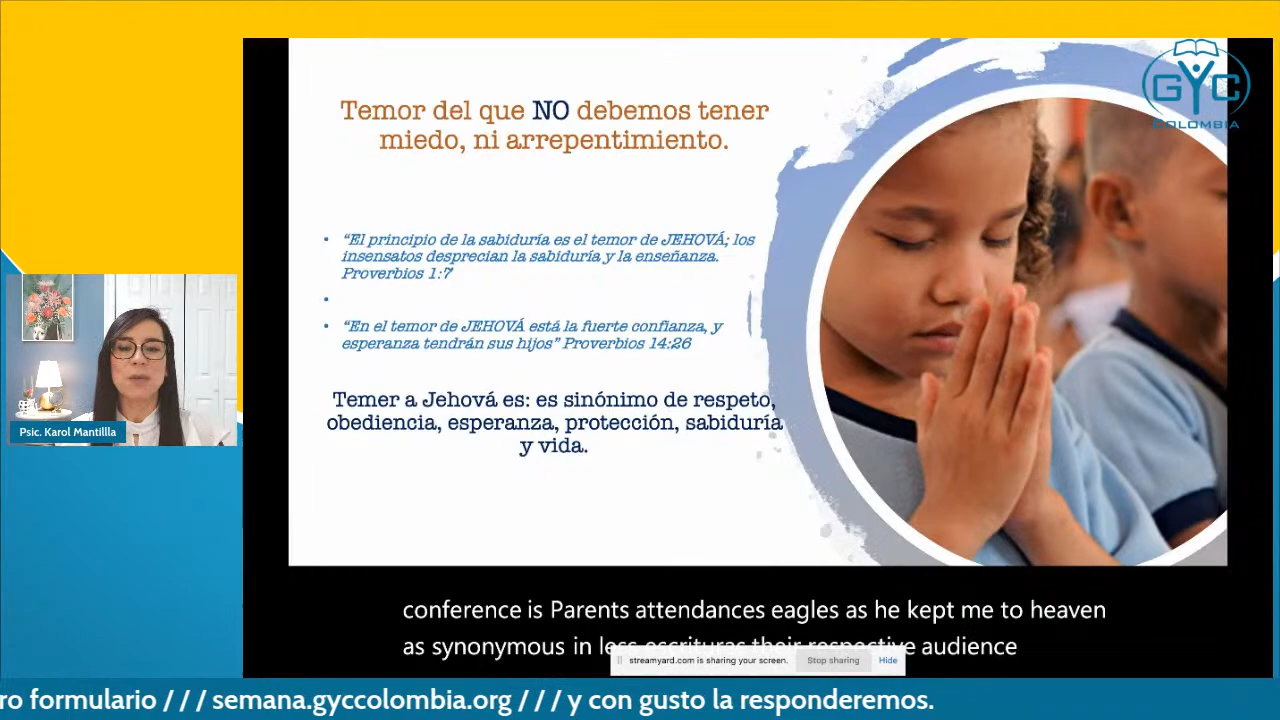 GYC
COLOMBIA
Temor del que NO debemos tener
miedo, ni arrepentimiento.
• “El principio de la sabiduría es el temor de JEHOVÁ; los
insensatos desprecian la sabiduría y la enseñanza.
Proverbios 1:7
•
• “En el temor de JEHOVÁ está la fuerte confianza, y
esperanza tendrán sus hijos” Proverbios 14:26
Temer a Jehová es: es sinónimo de respeto,
obediencia, esperanza, protección, sabiduría
y vida.
Psic. Karol Mantillla
conference is Parents attendances eagles as he kept me to heaven
as synonymous in less escrituras their respective audience
streamyard.com is sharing your screen. Stop sharing Hide
ro formulario / / / semana.gyccolombia.org / / / y con gusto la responderemos.